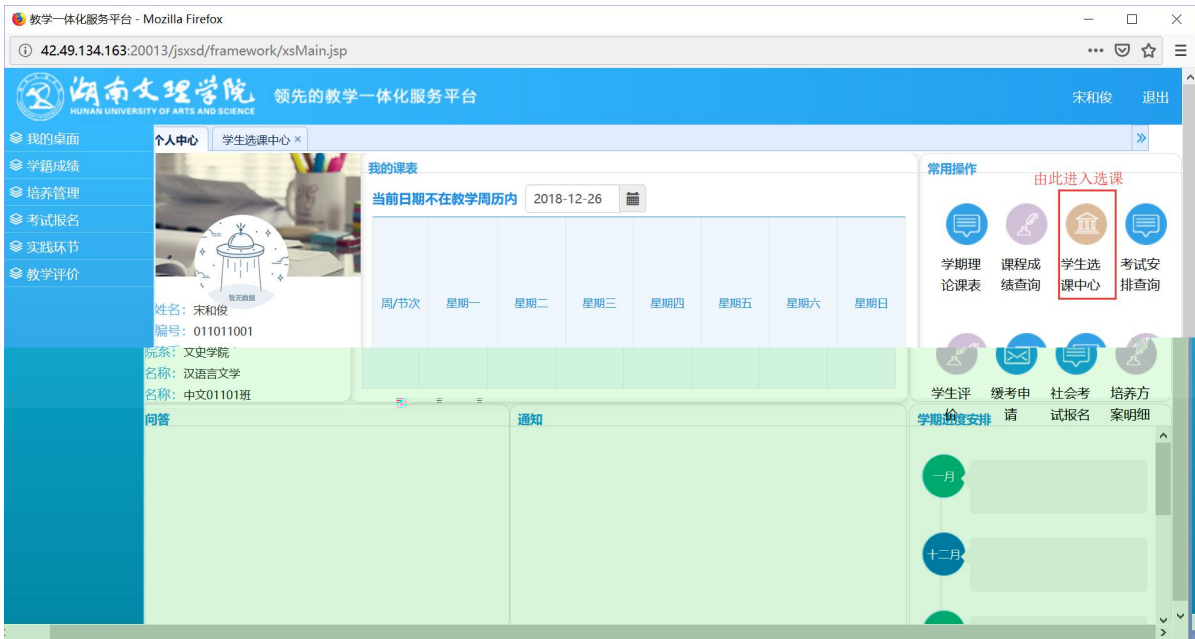 教学一体化服务平台 - Mozilla Firefox
42.49.134.163:20013/jsxsd/framework/xsMain.jsp
湖南文理学院
HUNAN UNIVERSITY OF ARTS AND SCIENCE
领先的教学一体化服务平台
宋和俊 退出
我的桌面
学籍成绩
培养管理
考试报名
实践环节
教学评价
个人中心 学生选课中心 ×
暂无数据
姓名：宋和俊
编号：011011001
院系：文史学院
名称：汉语言文学
名称：中文01101班
我的课表
当前日期不在教学周历内 2018-12-26
周/节次 星期一 星期二 星期三 星期四 星期五 星期六 星期日
常用操作
由此进入选课
学期理论课表
课程成绩查询
学生选课中心
考试安排查询
学生评价
缓考申请
社会考试报名
培养方案明细
问答
通知
学期进度安排
一月
十二月